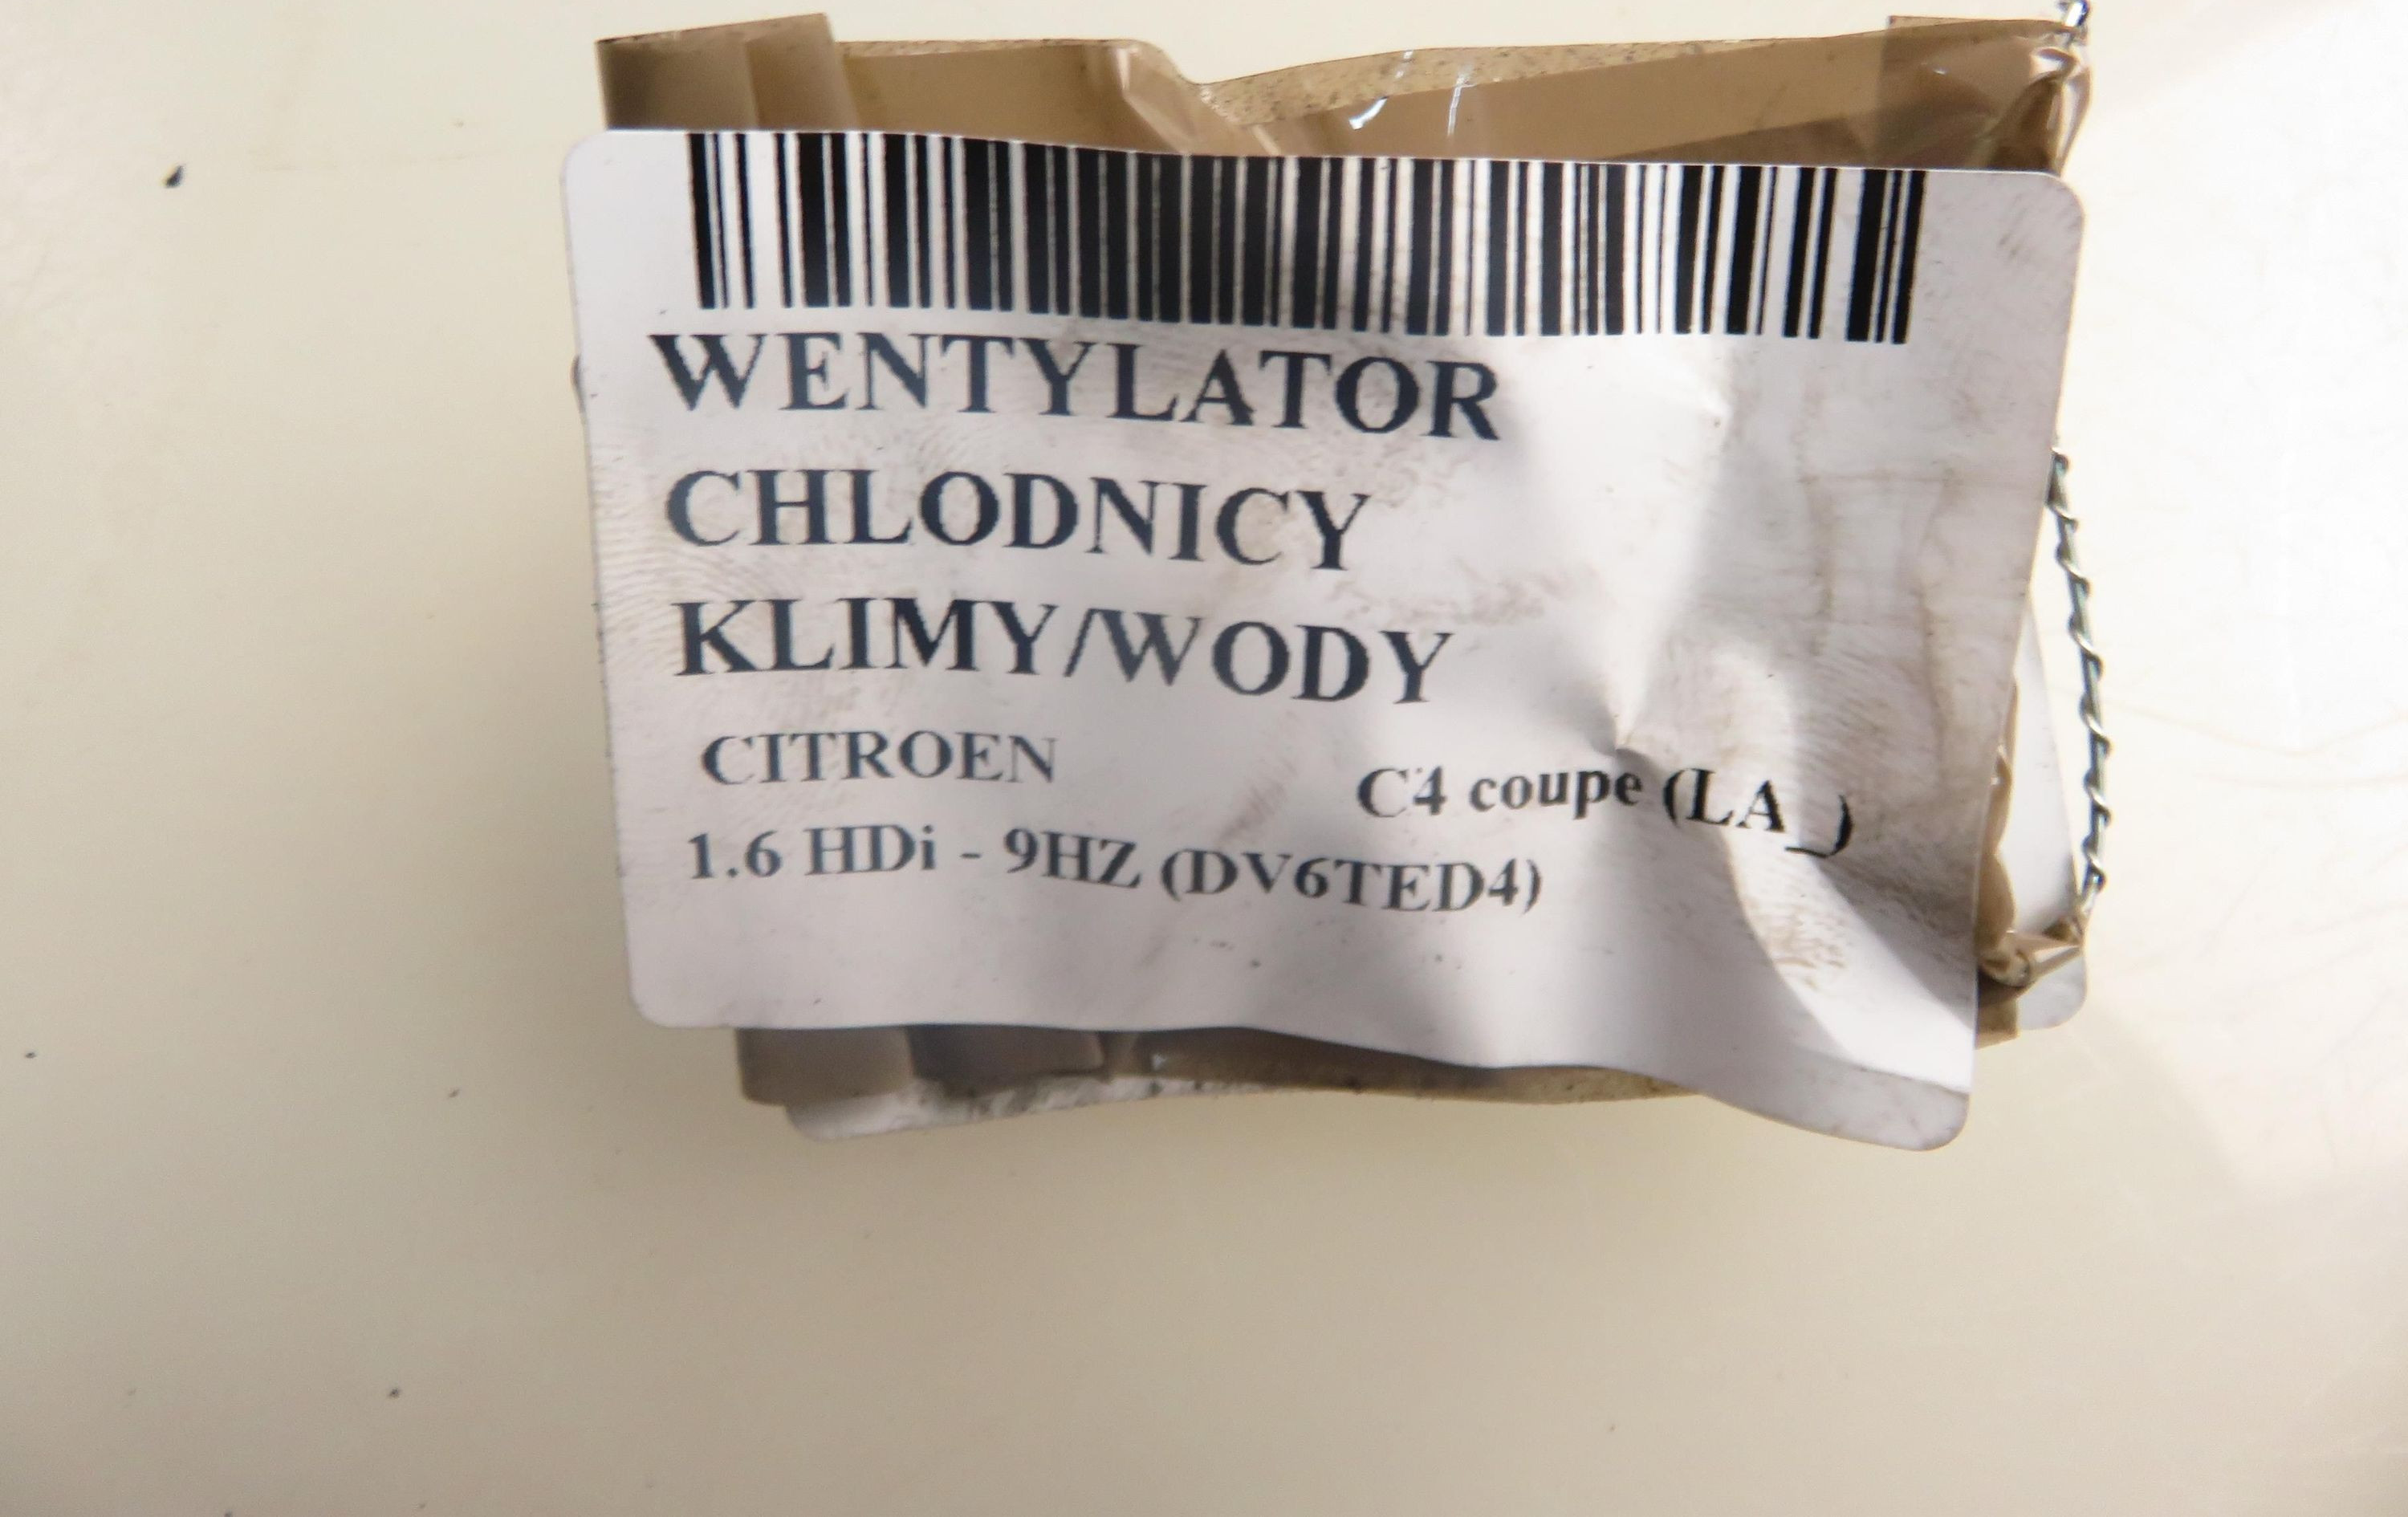 WENTYLATOR
CHLODNICY
KLIMY/WODY
CITROEN C4 coupe (LA_)
1.6 HDi - 9HZ (DV6TED4)